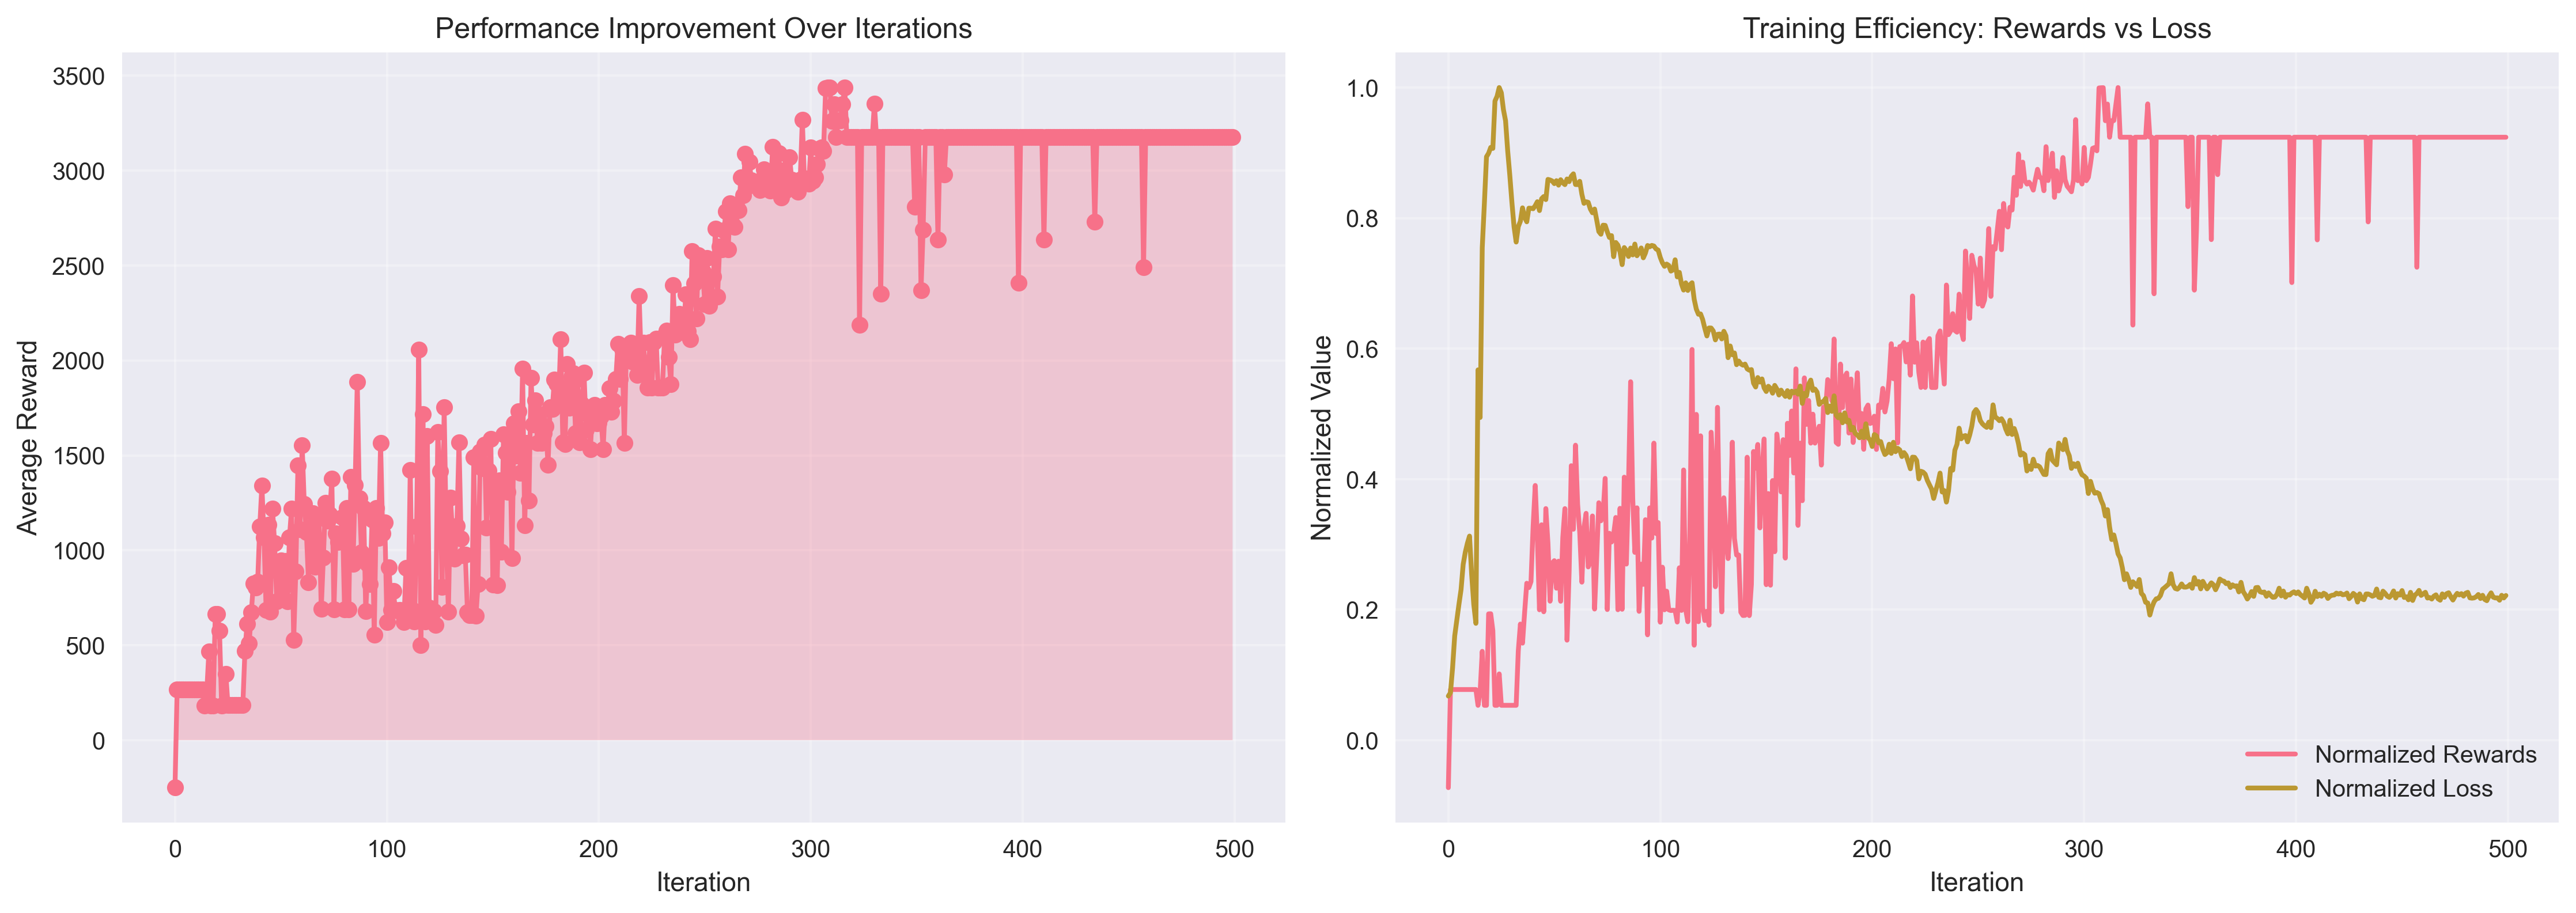 Performance Improvement Over Iterations
3500
3000
2500
2000
1500
1000
500
0
Average Reward
0 100 200 300 400 500
Iteration
Training Efficiency: Rewards vs Loss
1.0
0.8
0.6
0.4
0.2
0.0
Normalized Value
Normalized Rewards
Normalized Loss
0 100 200 300 400 500
Iteration